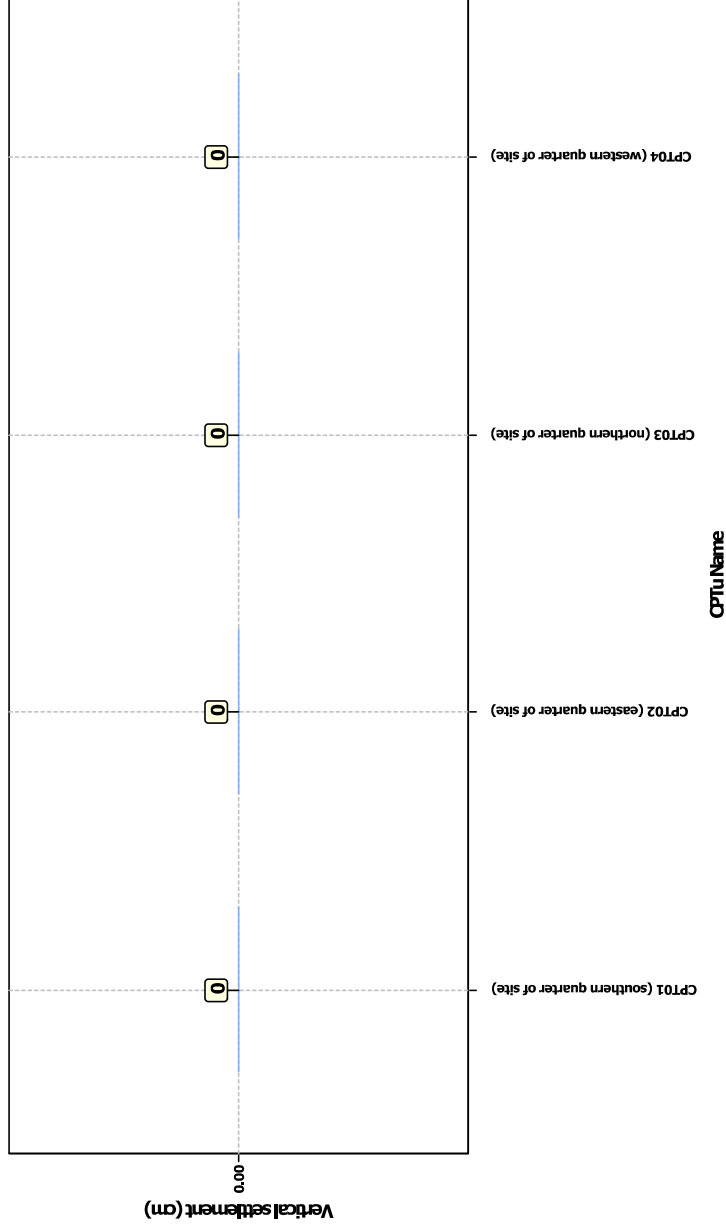 Vertical settlement (cm)
0.00
0
0
0
0
CPT01 (southern quarter of site)
CPT02 (eastern quarter of site)
CPT03 (northern quarter of site)
CPT04 (western quarter of site)
CPTu Name